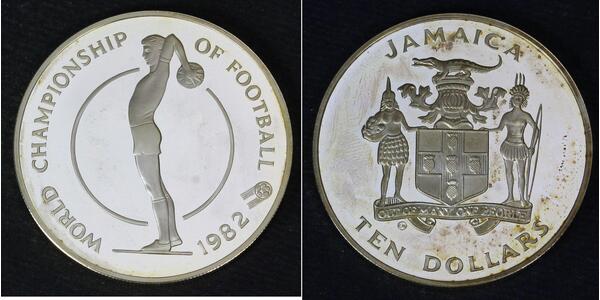 WORLD CHAMPIONSHIP OF FOOTBALL 1982
JAMAICA
OUT OF MANY, ONE PEOPLE
TEN DOLLARS